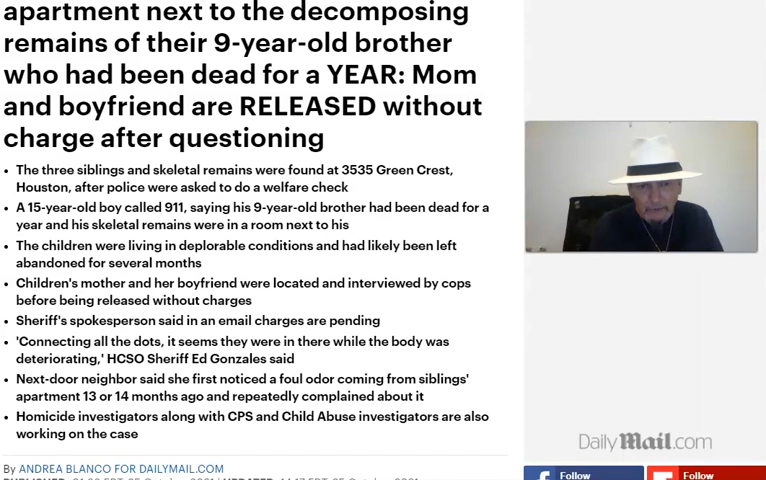 apartment next to the decomposing
remains of their 9-year-old brother
who had been dead for a YEAR: Mom
and boyfriend are RELEASED without
charge after questioning
• The three siblings and skeletal remains were found at 3535 Green Crest,
Houston, after police were asked to do a welfare check
• A 15-year-old boy called 911, saying his 9-year-old brother had been dead for a
year and his skeletal remains were in a room next to his
• The children were living in deplorable conditions and had likely been left
abandoned for several months
• Children's mother and her boyfriend were located and interviewed by cops
before being released without charges
• Sheriff's spokesperson said in an email charges are pending
• 'Connecting all the dots, it seems they were in there while the body was
deteriorating,' HCSO Sheriff Ed Gonzales said
• Next-door neighbor said she first noticed a foul odor coming from siblings'
apartment 13 or 14 months ago and repeatedly complained about it
• Homicide investigators along with CPS and Child Abuse investigators are also
working on the case
By ANDREA BLANCO FOR DAILYMAIL.COM
Daily Mail.com
Follow
Follow